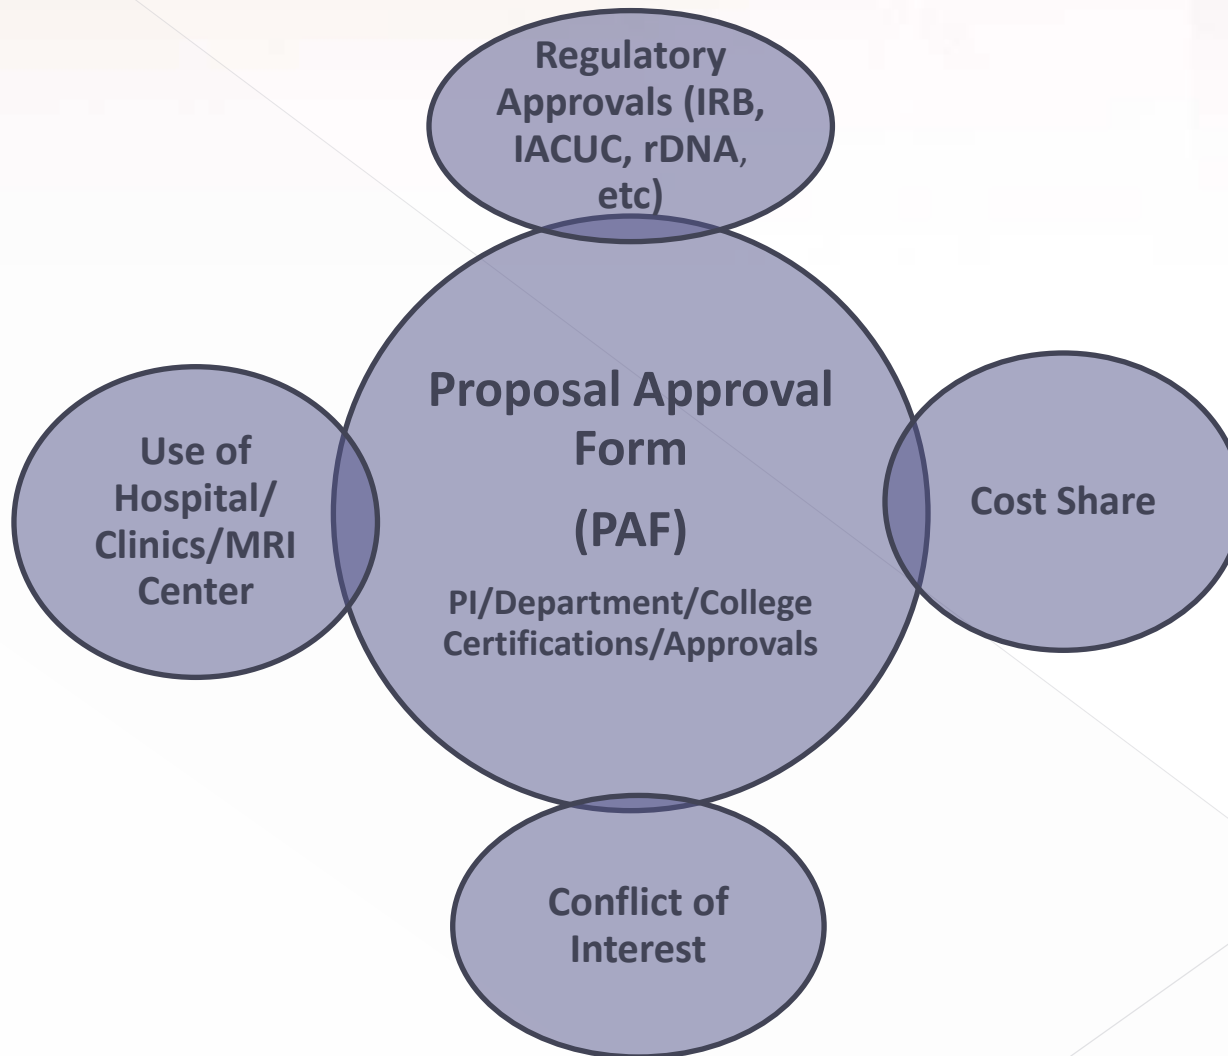 Regulatory
Approvals (IRB,
IACUC, rDNA,
etc)
Proposal Approval
Form
(PAF)
PI/Department/College
Certifications/Approvals
Use of
Hospital/
Clinics/MRI
Center
Cost Share
Conflict of
Interest